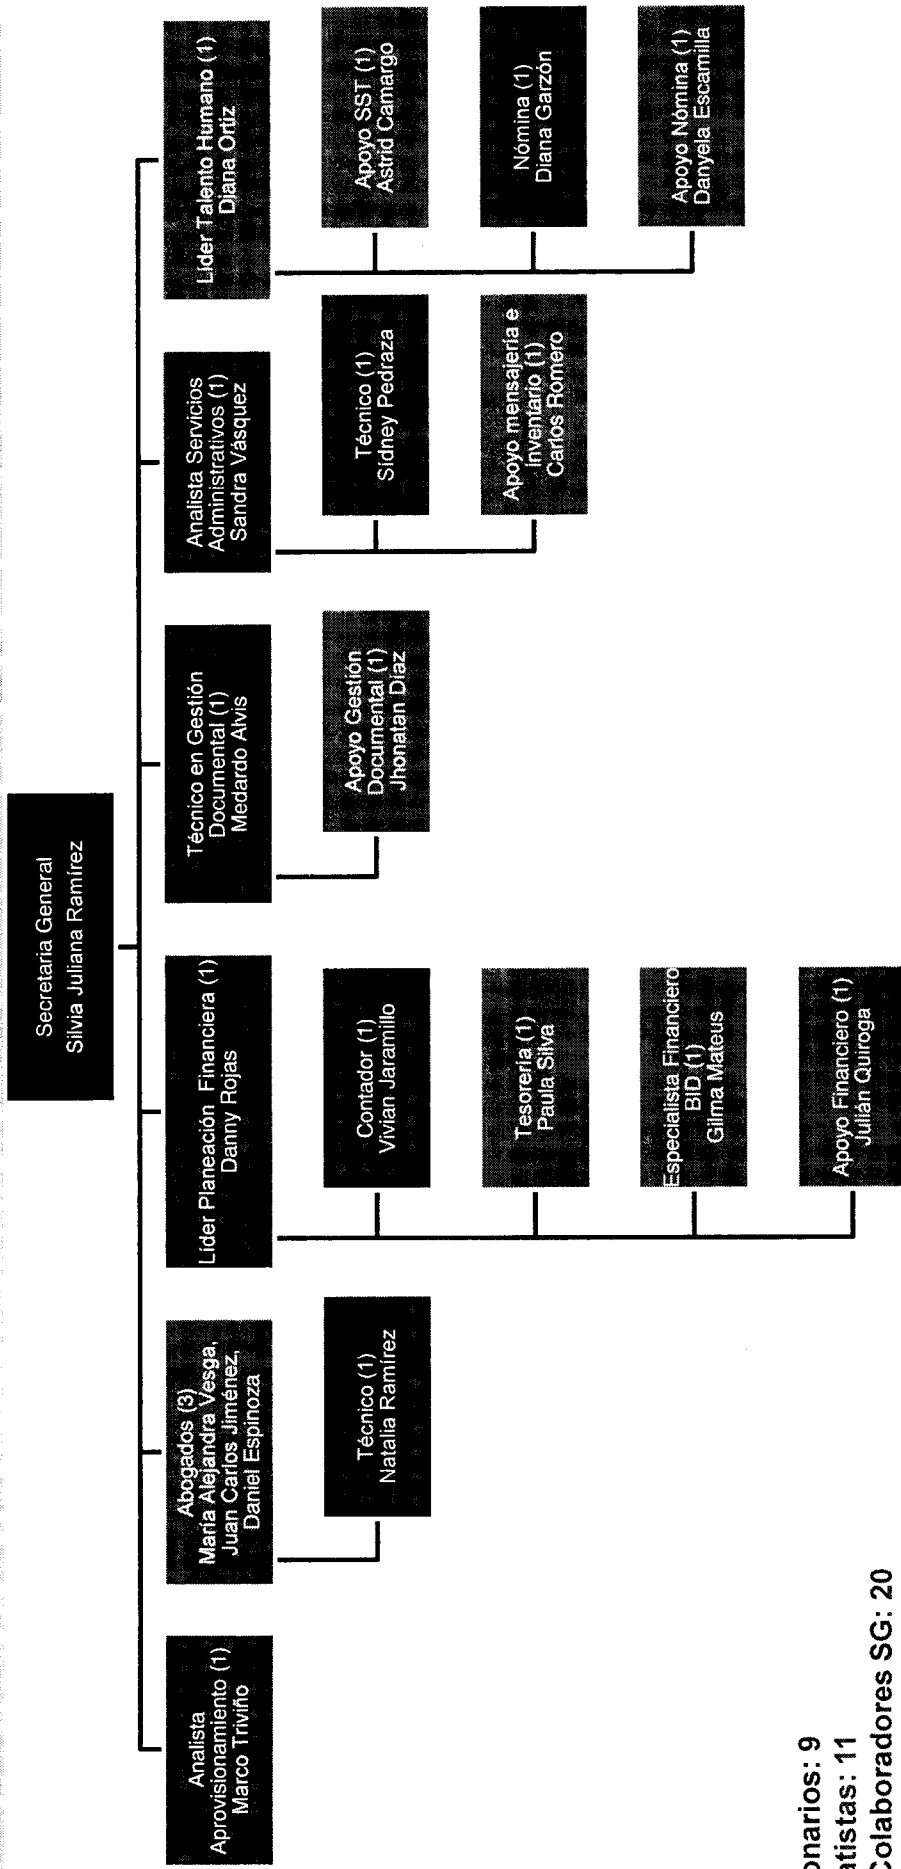 Secretaria General
Silvia Juliana Ramírez
Analista
Aprovisionamiento (1)
Marco Triviño
Abogados (3)
María Alejandra Vesga,
Juan Carlos Jiménez,
Daniel Espinoza
Técnico (1)
Natalia Ramírez
Líder Planeación Financiera (1)
Danny Rojas
Contador (1)
Vivian Jaramillo
Tesorería (1)
Paula Silva
Especialista Financiero
BID (1)
Gilma Mateus
Apoyo Financiero (1)
Julián Quiroga
Técnico en Gestión
Documental (1)
Medardo Alvis
Apoyo Gestión
Documental (1)
Jhonatan Díaz
Analista Servicios
Administrativos (1)
Sandra Vásquez
Técnico (1)
Sídney Pedraza
Apoyo mensajería e
inventario (1)
Carlos Romero
Líder Talento Humano (1)
Diana Ortiz
Apoyo SST (1)
Astrid Camargo
Nómina (1)
Diana Garzón
Apoyo Nómina (1)
Danyela Escamilla
onarios: 9
atistas: 11
Colaboradores SG: 20